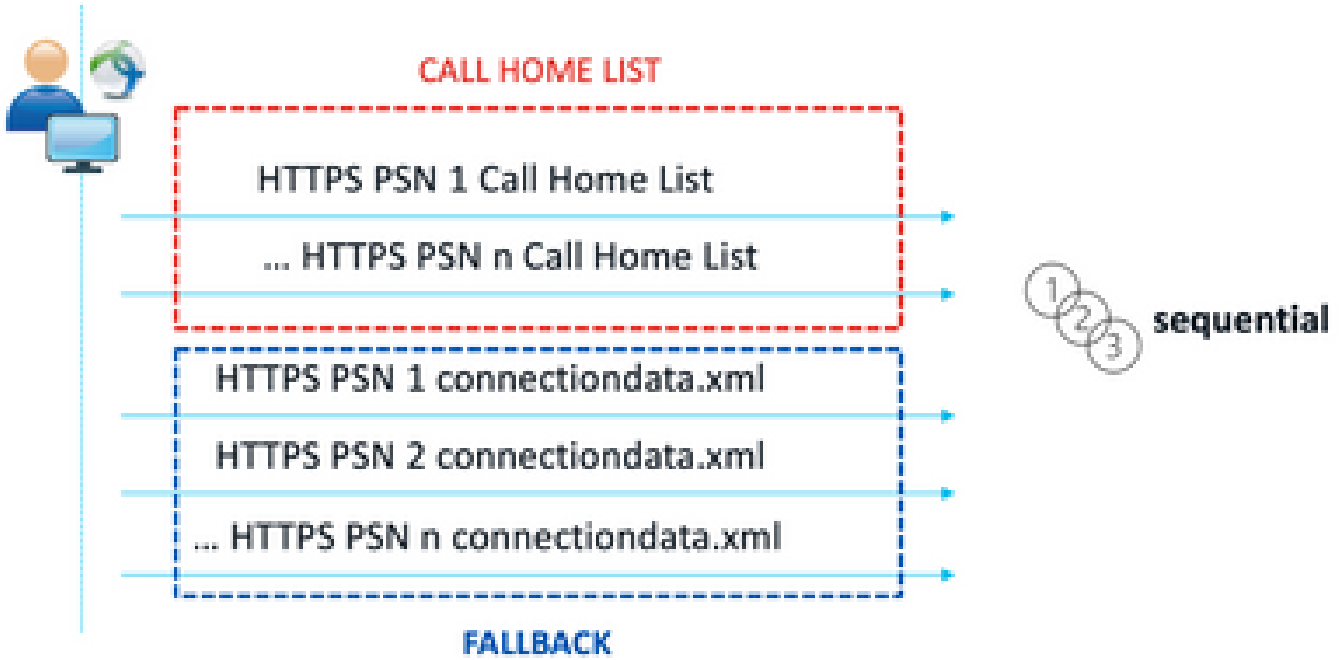 CALL HOME LIST
HTTPS PSN 1 Call Home List
... HTTPS PSN n Call Home List
1
2
3
sequential
HTTPS PSN 1 connectiondata.xml
HTTPS PSN 2 connectiondata.xml
... HTTPS PSN n connectiondata.xml
FALLBACK